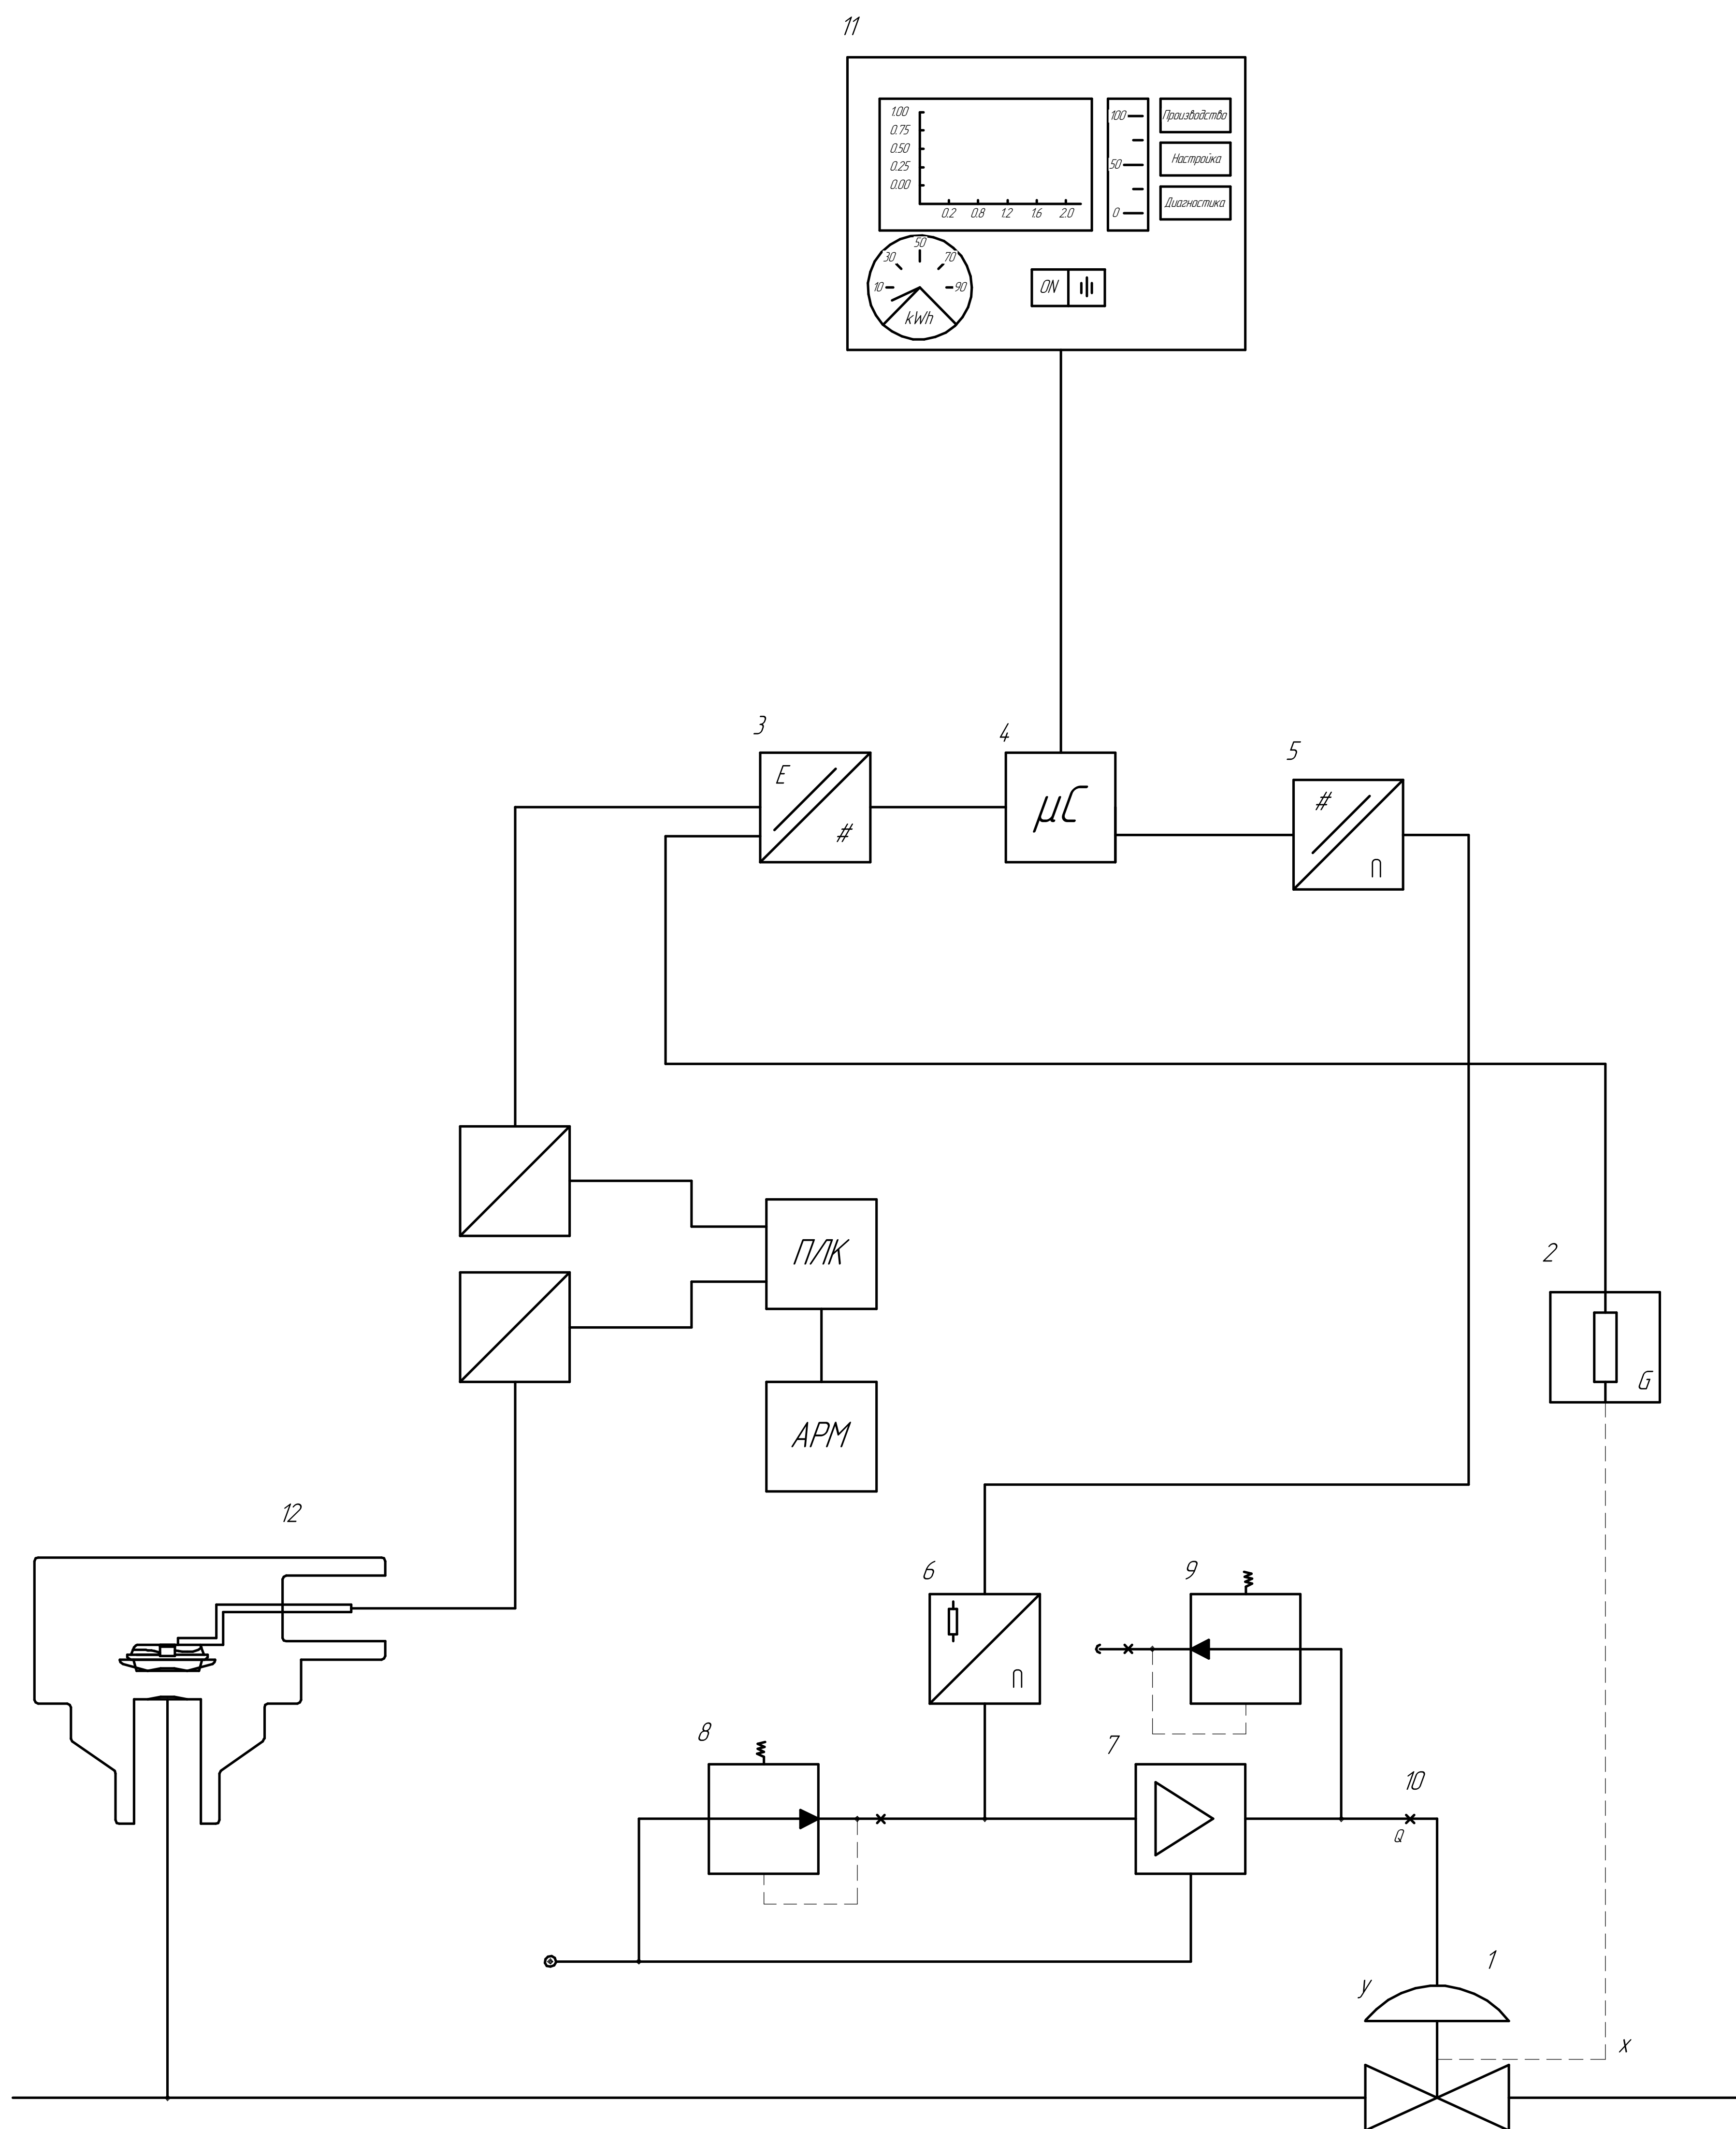 11
1.00
0.75
0.50
0.25
0.00
0.2 0.8 1.2 1.6 2.0
100
50
0
Производство
Настройка
Диагностика
10 30 50 70 90
kWh
ON
3
E
#
4
μC
5
#
П
ПЛК
АРМ
2
G
12
6
П
9
8
7
10
Q
1
y
x